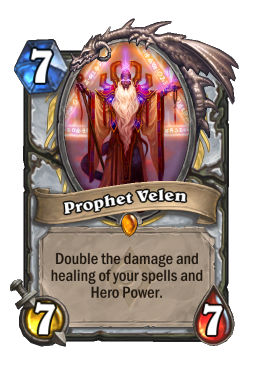 7
Prophet Velen
Double the damage and
healing of your spells and
Hero Power.
7
7